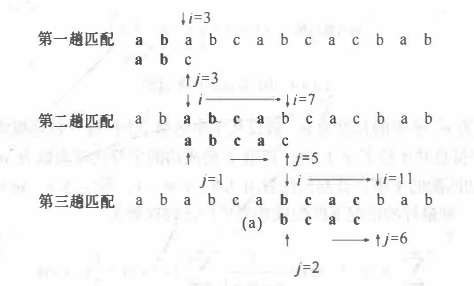 i=3
第一趟匹配 a b a b c a b c a c b a b
a b c
j=3
i i=7
第二趟匹配 a b a b c a b c a c b a b
a b c a c
j=1 j=5
i i=11
第三趟匹配 a b a b c a b c a c b a b
(a) b c a c
j=6
j=2